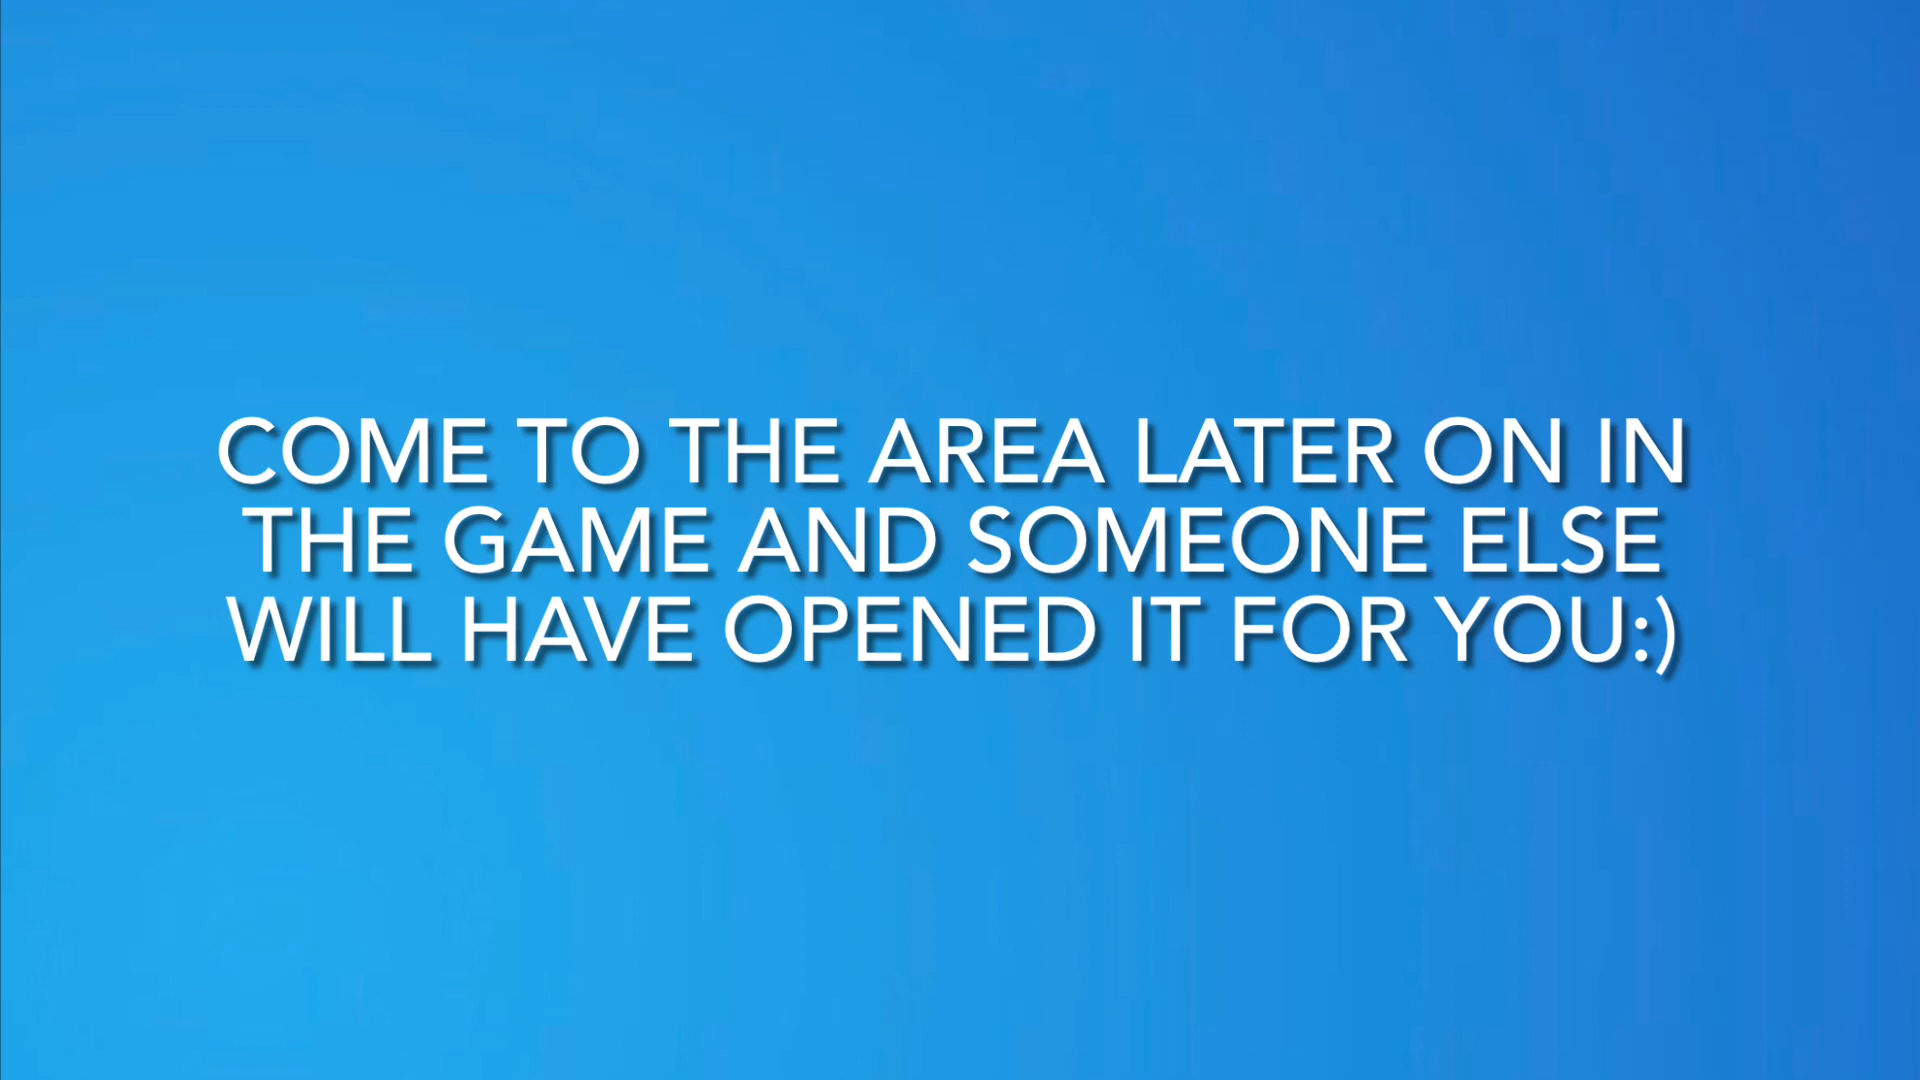 COME TO THE AREA LATER ON IN
THE GAME AND SOMEONE ELSE
WILL HAVE OPENED IT FOR YOU:)